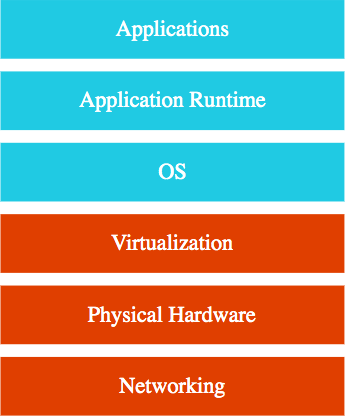 Applications
Application Runtime
OS
Virtualization
Physical Hardware
Networking